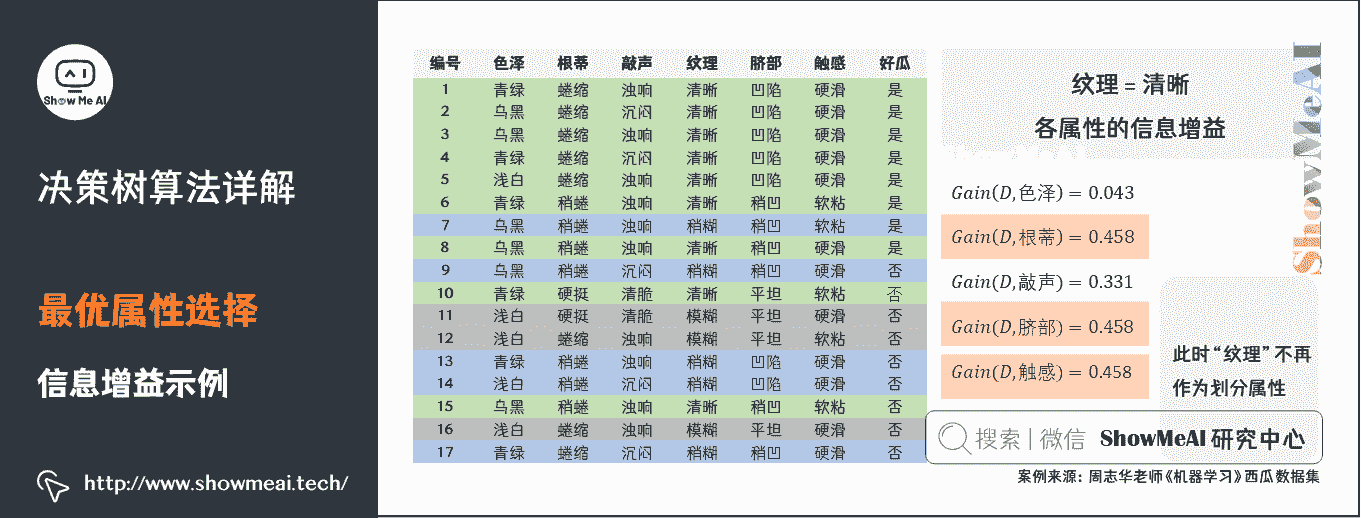 Show Me AI
决策树算法详解
最优属性选择
信息增益示例
http://www.showmeai.tech/
编号 色泽 根蒂 敲声 纹理 脐部 触感 好瓜
1 青绿 蜷缩 浊响 清晰 凹陷 硬滑 是
2 乌黑 蜷缩 沉闷 清晰 凹陷 硬滑 是
3 乌黑 蜷缩 浊响 清晰 凹陷 硬滑 是
4 青绿 蜷缩 沉闷 清晰 凹陷 硬滑 是
5 浅白 蜷缩 浊响 清晰 凹陷 硬滑 是
6 青绿 稍蜷 浊响 清晰 稍凹 软粘 是
7 乌黑 稍蜷 浊响 稍糊 稍凹 软粘 是
8 乌黑 稍蜷 浊响 清晰 稍凹 硬滑 是
9 乌黑 稍蜷 沉闷 稍糊 稍凹 硬滑 否
10 青绿 硬挺 清脆 清晰 平坦 软粘 否
11 浅白 硬挺 清脆 模糊 平坦 硬滑 否
12 浅白 蜷缩 浊响 模糊 平坦 软粘 否
13 青绿 稍蜷 浊响 稍糊 凹陷 硬滑 否
14 浅白 稍蜷 沉闷 稍糊 凹陷 硬滑 否
15 乌黑 稍蜷 浊响 清晰 稍凹 软粘 否
16 浅白 蜷缩 浊响 模糊 平坦 硬滑 否
17 青绿 蜷缩 沉闷 稍糊 稍凹 硬滑 否
纹理 = 清晰
各属性的信息增益
Gain(D,色泽) = 0.043
Gain(D,根蒂) = 0.458
Gain(D,敲声) = 0.331
Gain(D,脐部) = 0.458
Gain(D,触感) = 0.458
此时“纹理”不再
作为划分属性
ShowMeAI
搜索 | 微信 ShowMeAI 研究中心
案例来源：周志华老师《机器学习》西瓜数据集